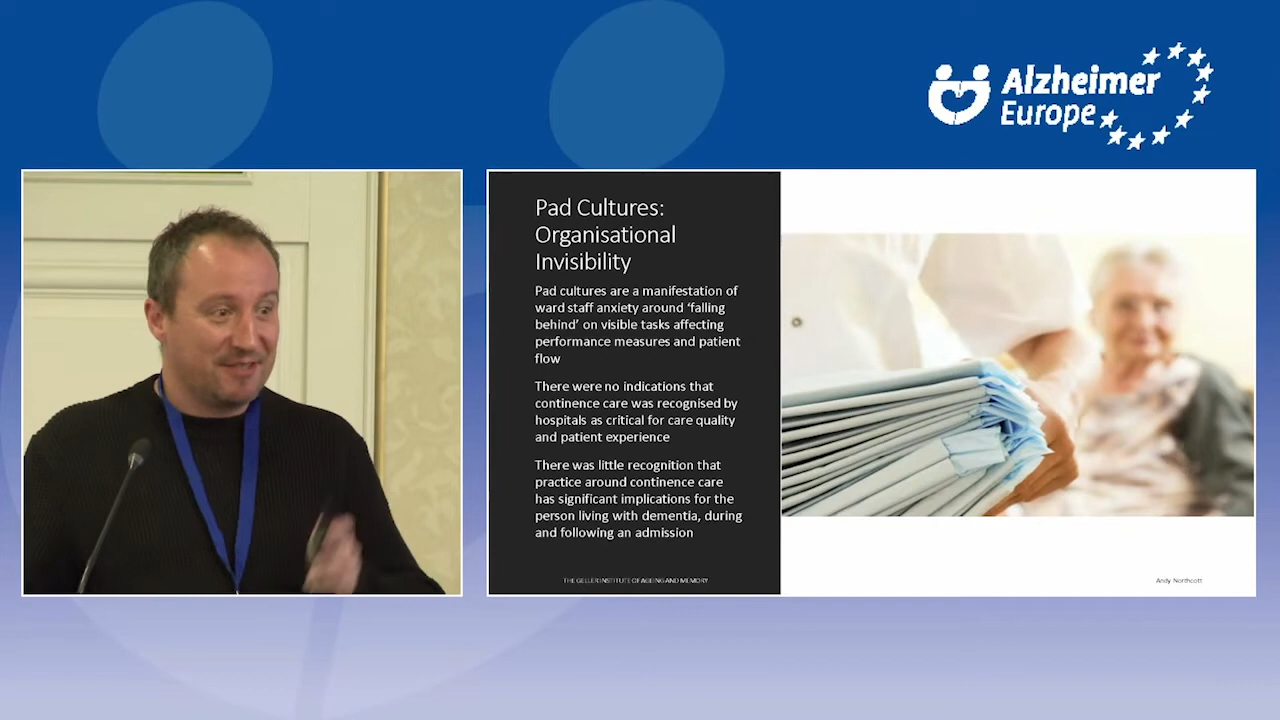 Alzheimer
Europe
Pad Cultures:
Organisational
Invisibility
Pad cultures are a manifestation of
ward staff anxiety around ‘falling
behind’ on visible tasks affecting
performance measures and patient
flow
There were no indications that
continence care was recognised by
hospitals as critical for care quality
and patient experience
There was little recognition that
practice around continence care
has significant implications for the
person living with dementia, during
and following an admission
THE GELLER INSTITUTE OF AGEING AND MEMORY
Andy Northcott